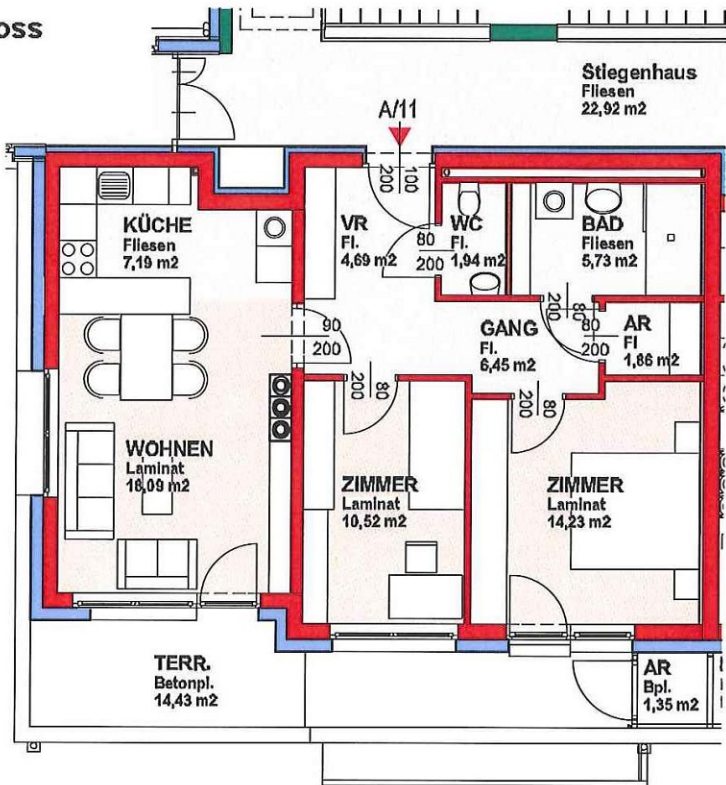 oss
Stiegenhaus
Fliesen
22,92 m2
A/11
100
200
KÜCHE
Fliesen
7,19 m2
VR
Fl.
4,69 m2
80
200
WC
Fl.
1,94 m2
BAD
Fliesen
5,73 m2
90
200
GANG
Fl.
6,45 m2
80
200
80
200
AR
Fl
1,86 m2
80
200
80
200
WOHNEN
Laminat
18,09 m2
ZIMMER
Laminat
10,52 m2
ZIMMER
Laminat
14,23 m2
TERR.
Betonpl.
14,43 m2
AR
Bpl.
1,35 m2